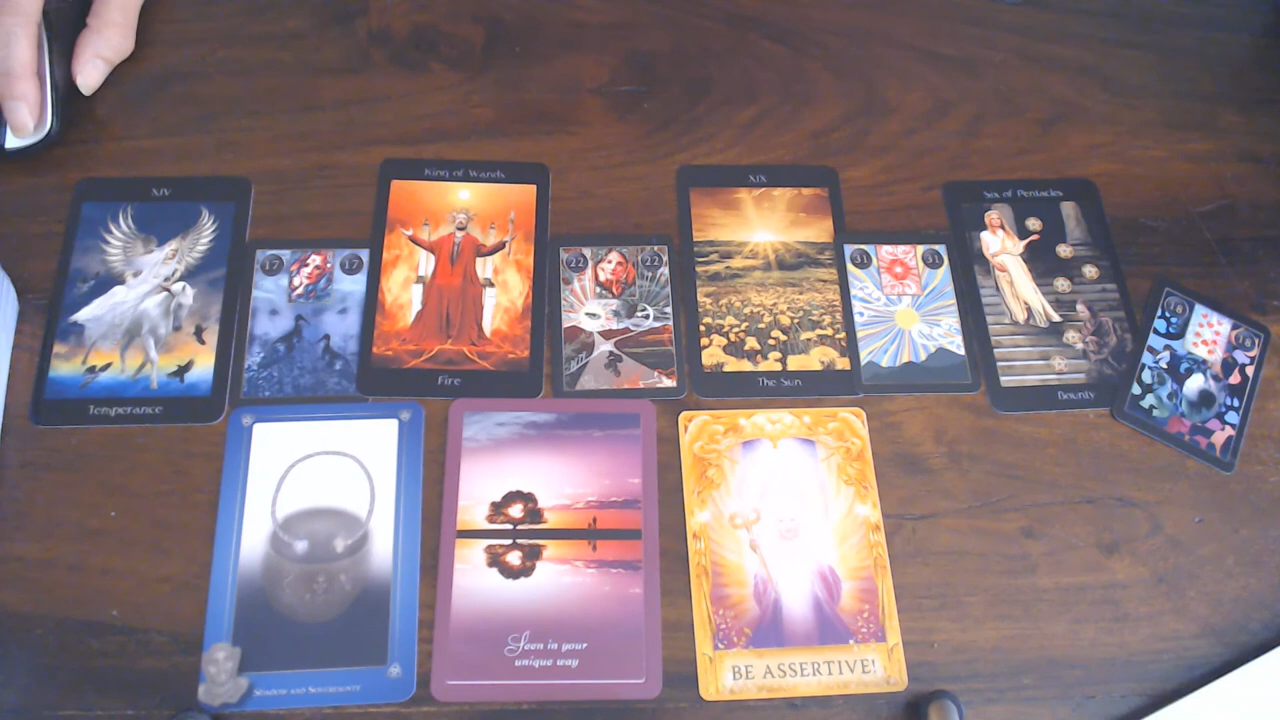 XIV
Temperance
17 17
King of Wands
Fire
22 22
XIX
The Sun
31 31
Six of Pentacles
Bounty
18 18
Shadow and Sovereignty
Seen in your
unique way
BE ASSERTIVE!